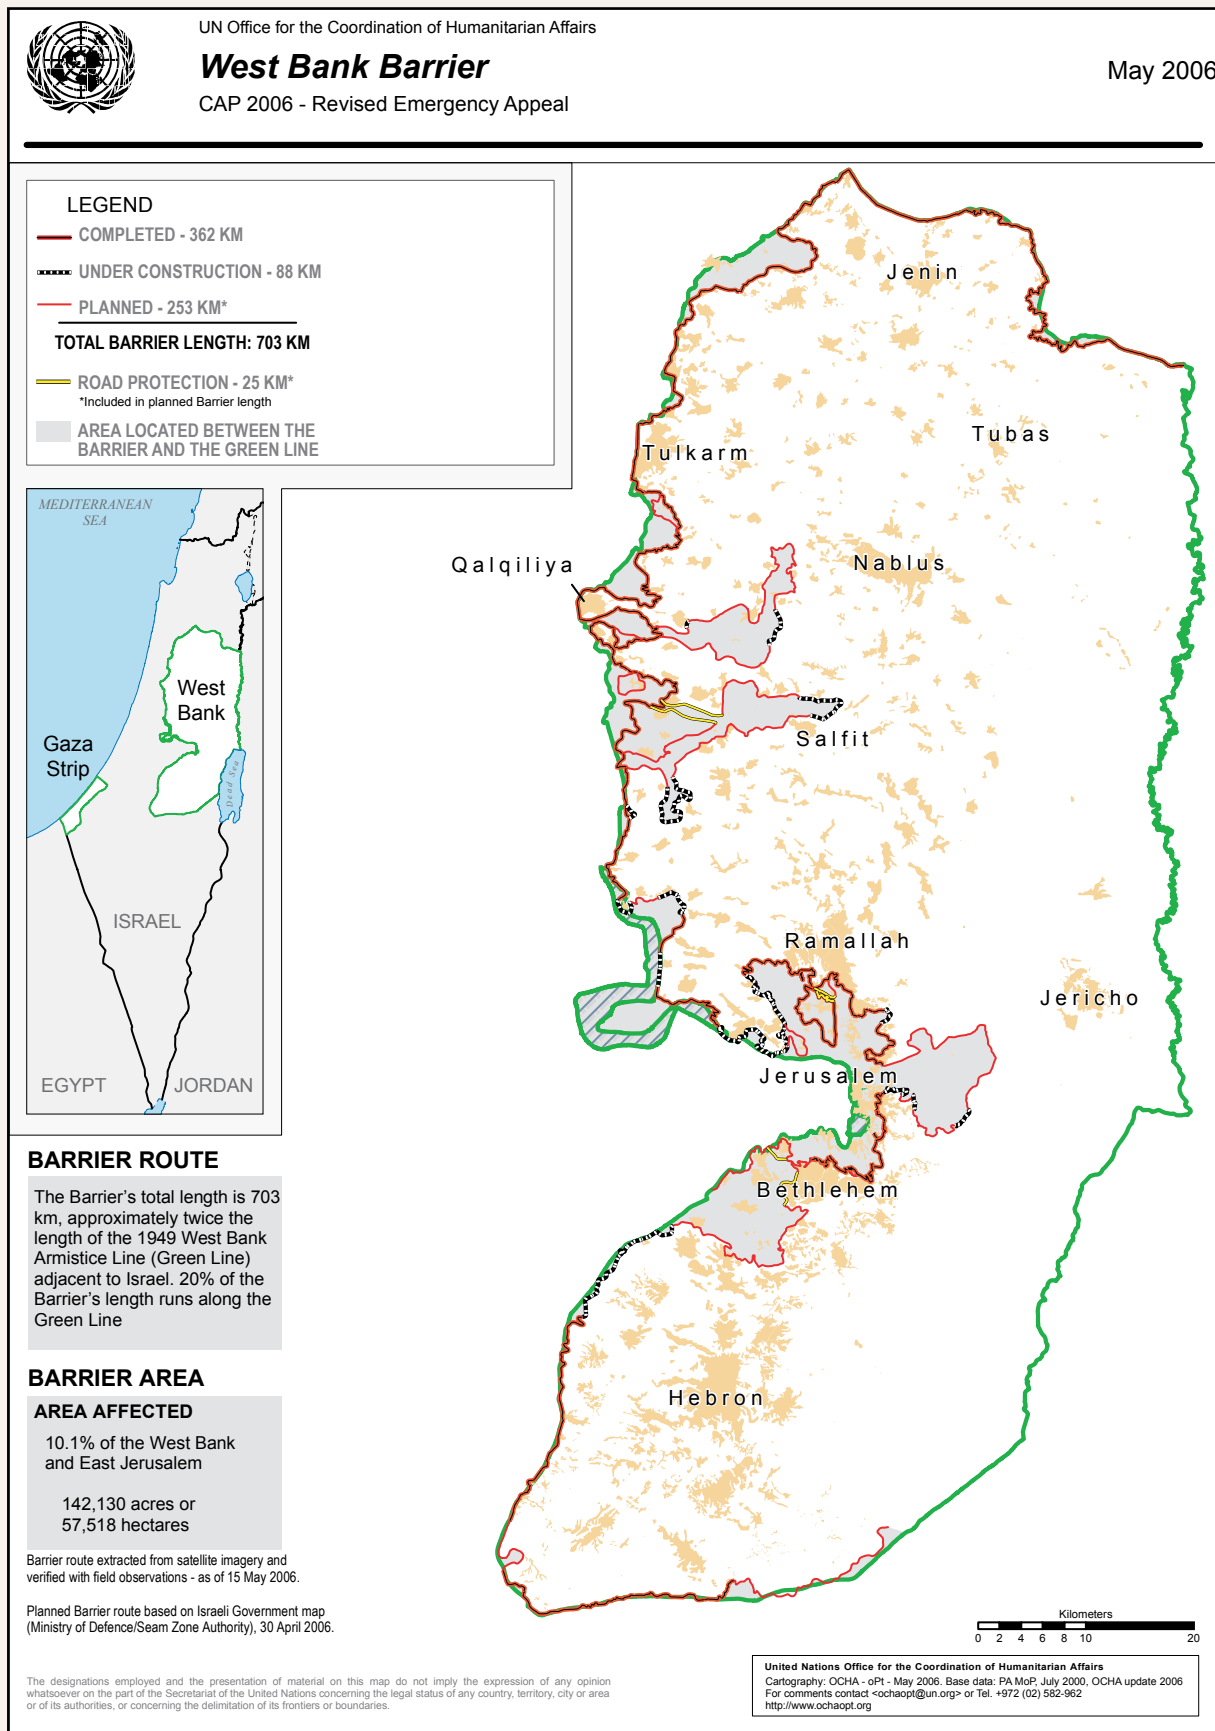 UN Office for the Coordination of Humanitarian Affairs
West Bank Barrier
CAP 2006 - Revised Emergency Appeal
May 2006
LEGEND
COMPLETED - 362 KM
UNDER CONSTRUCTION - 88 KM
PLANNED - 253 KM*
TOTAL BARRIER LENGTH: 703 KM
ROAD PROTECTION - 25 KM*
*Included in planned Barrier length
AREA LOCATED BETWEEN THE
BARRIER AND THE GREEN LINE
MEDITERRANEAN
SEA
West
Bank
Gaza
Strip
Dead Sea
ISRAEL
EGYPT
JORDAN
Jenin
Tubas
Tulkarm
Qalqiliya
Nablus
Salfit
Ramallah
Jericho
Jerusalem
Bethlehem
Hebron
BARRIER ROUTE
The Barrier's total length is 703
km, approximately twice the
length of the 1949 West Bank
Armistice Line (Green Line)
adjacent to Israel. 20% of the
Barrier's length runs along the
Green Line
BARRIER AREA
AREA AFFECTED
10.1% of the West Bank
and East Jerusalem
142,130 acres or
57,518 hectares
Barrier route extracted from satellite imagery and
verified with field observations - as of 15 May 2006.
Planned Barrier route based on Israeli Government map
(Ministry of Defence/Seam Zone Authority), 30 April 2006.
Kilometers
0 2 4 6 8 10 20
The designations employed and the presentation of material on this map do not imply the expression of any opinion
whatsoever on the part of the Secretariat of the United Nations concerning the legal status of any country, territory, city or area
or of its authorities, or concerning the delimitation of its frontiers or boundaries.
United Nations Office for the Coordination of Humanitarian Affairs
Cartography: OCHA - oPt - May 2006. Base data: PA MoP, July 2000, OCHA update 2006
For comments contact <ochaopt@un.org> or Tel. +972 (02) 582-962
http://www.ochaopt.org